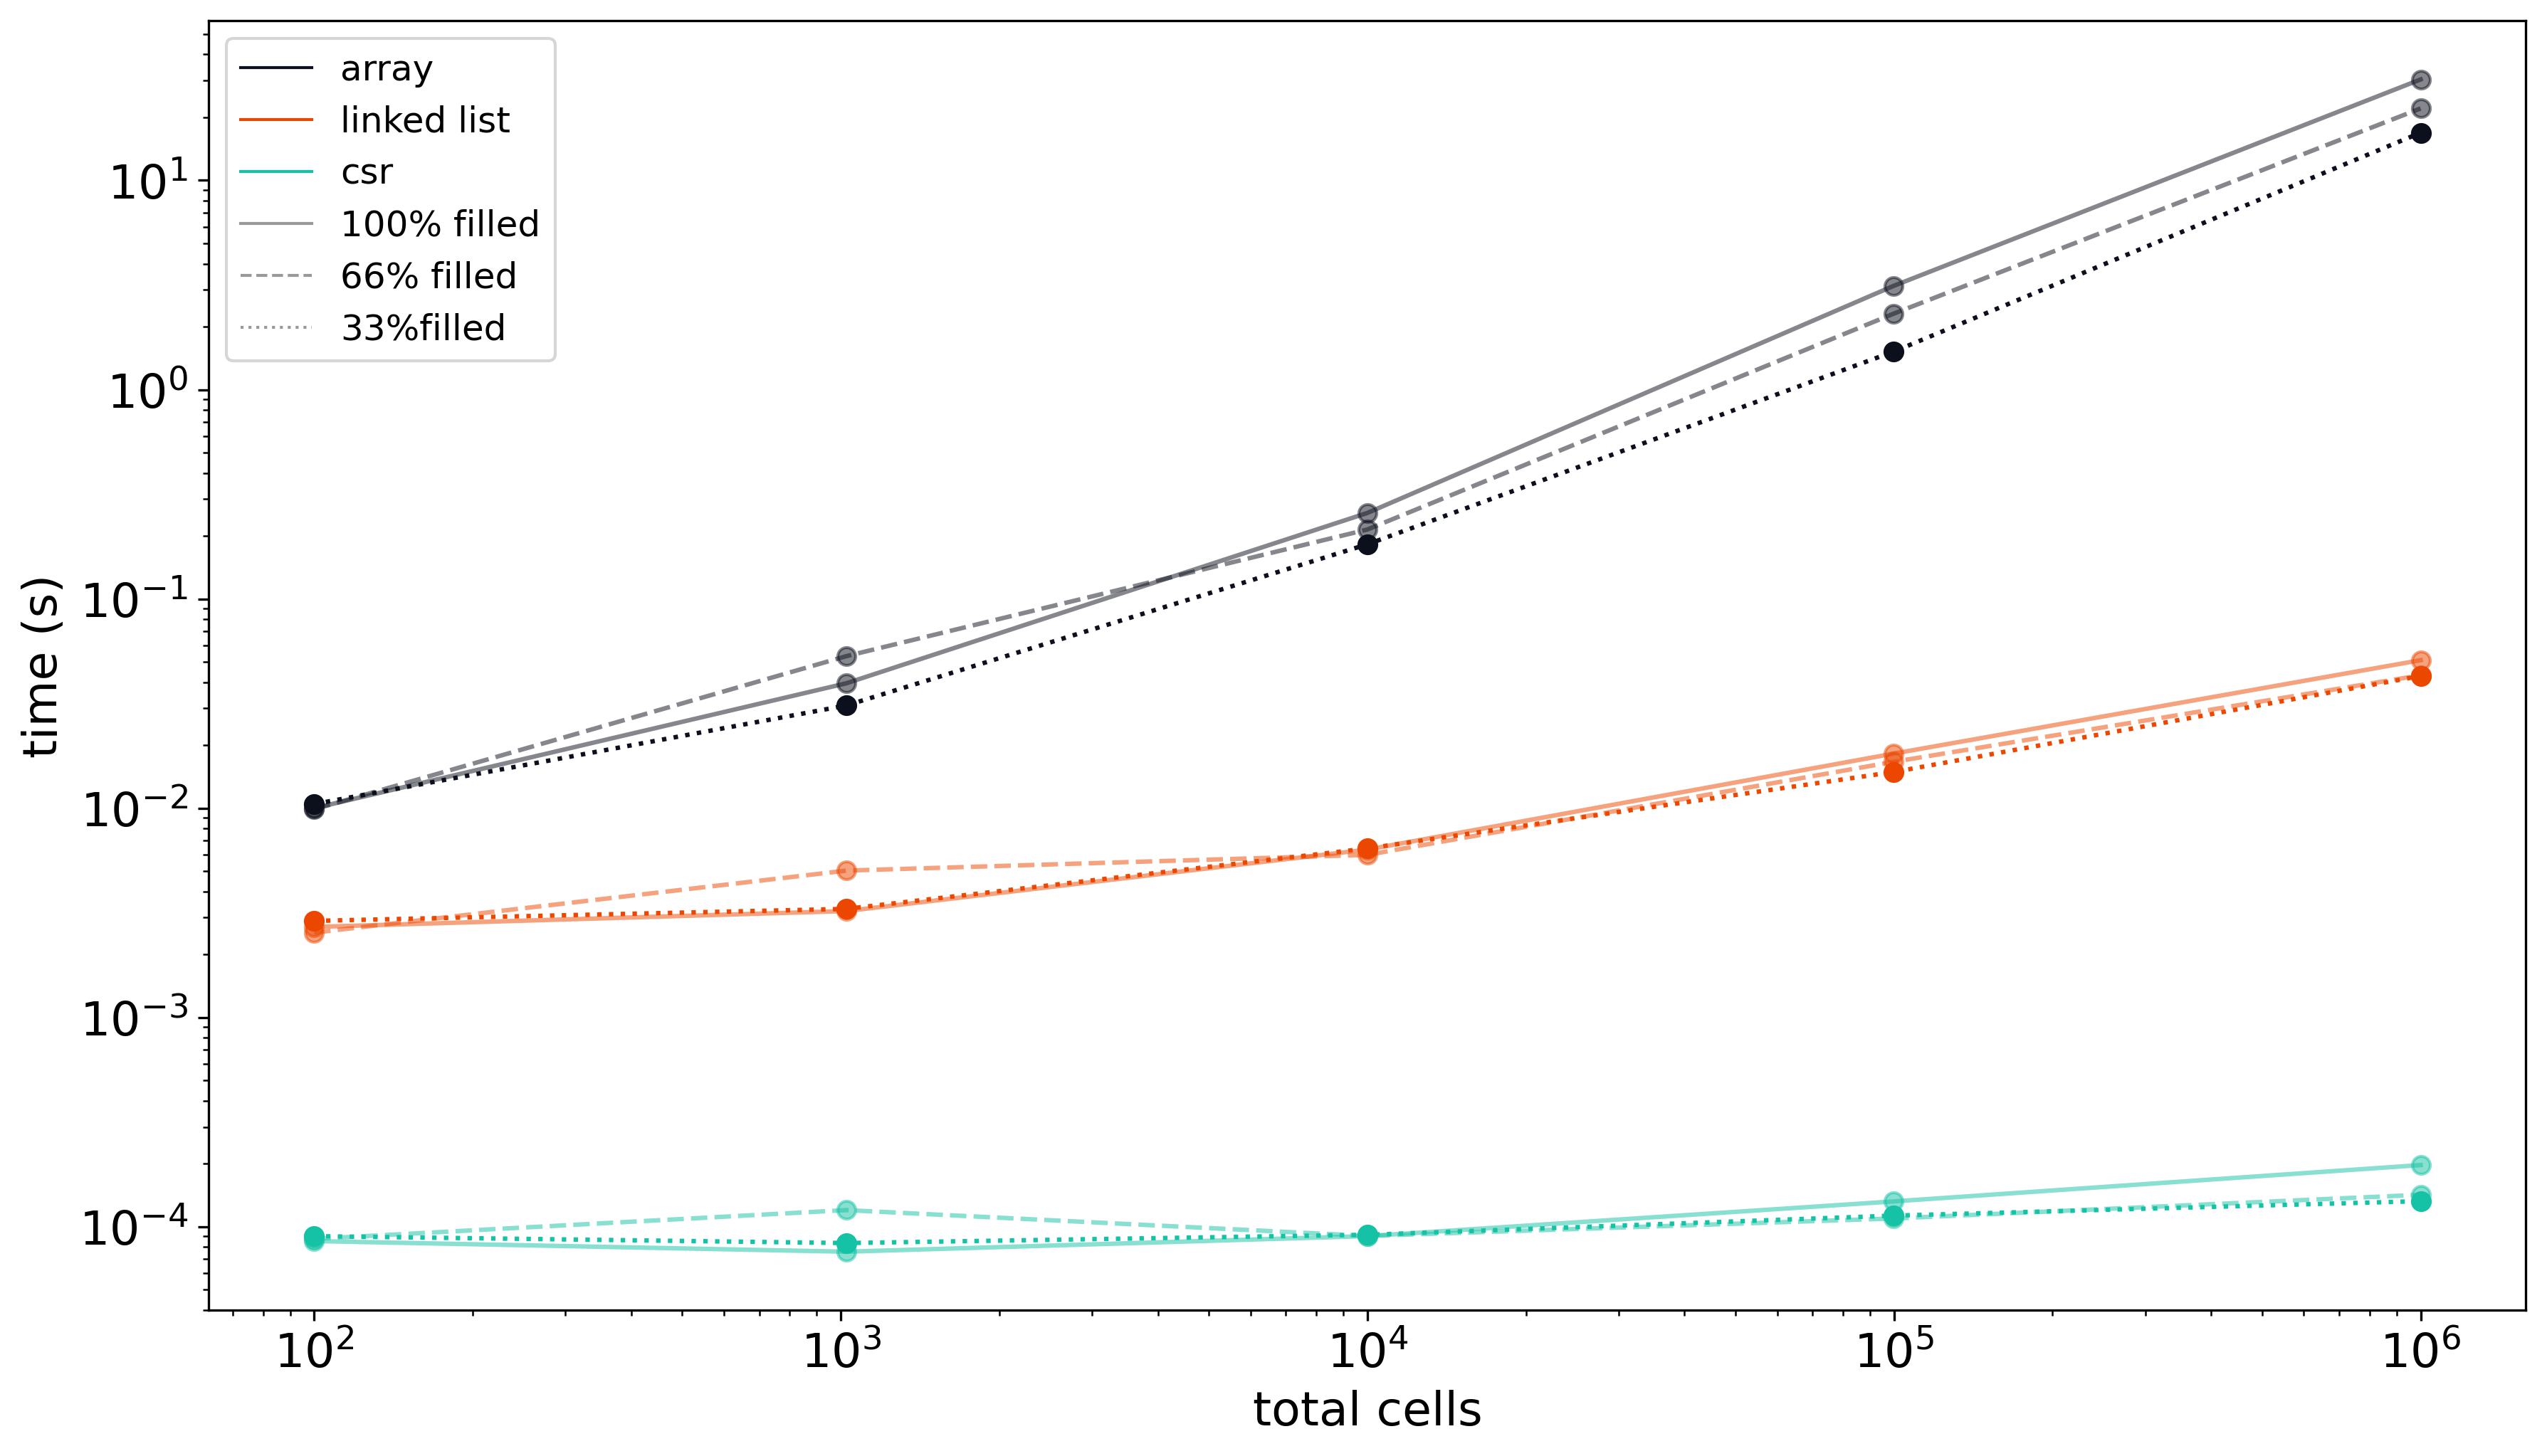 array
linked list
csr
100% filled
66% filled
33%filled
10¹
10⁰
10⁻¹
10⁻²
10⁻³
10⁻⁴
time (s)
10² 10³ 10⁴ 10⁵ 10⁶
total cells